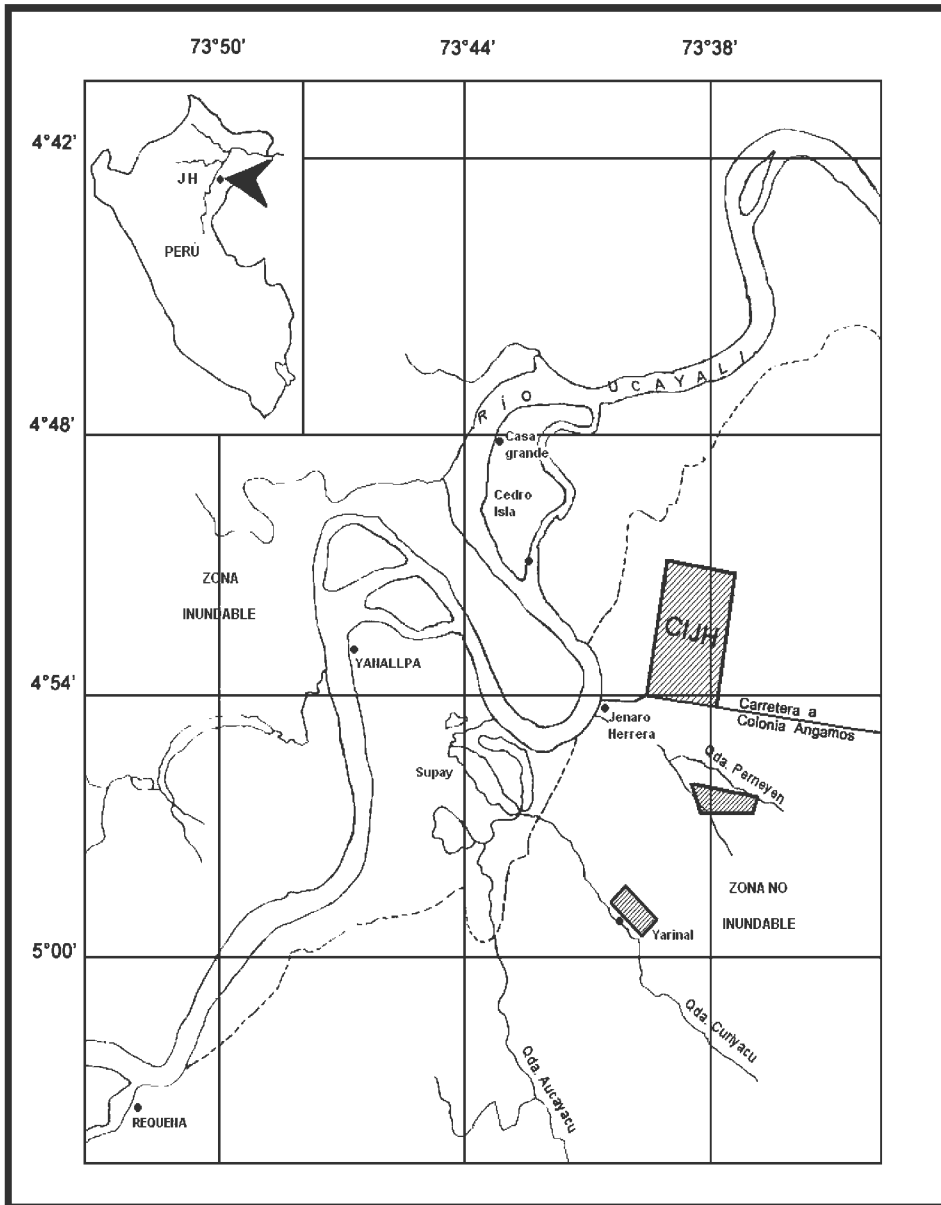 73°50'
73°44'
73°38'
4°42'
JH
PERÚ
RÍO UCAYALI
4°48'
Casa
grande
Cedro
Isla
ZONA
INUNDABLE
CIJH
YAHALLPA
4°54'
Carretera a
Colonia Angamos
Jenaro
Herrera
Supay
Qda. Perneyen
ZONA NO
INUNDABLE
Yarinal
5°00'
Qda. Curiyacu
Qda. Aucayacu
REQUEHA